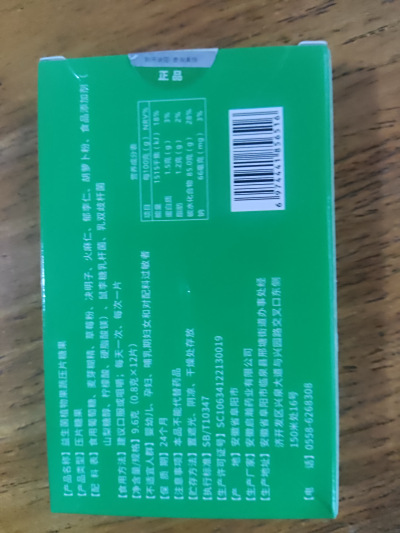 【产品名称】益生菌植物果蔬压片糖果
【产品类型】压片糖果
【配 料 表】食用葡萄糖、麦芽糊精、草莓粉、决明子、火麻仁、郁李仁、胡萝卜粉、食品添加剂（
山梨糖醇、柠檬酸、硬脂酸镁）、鼠李糖乳杆菌、乳双歧杆菌
【食用方法】建议口服或咀嚼；每天一次、每次一片
【净含量/规格】9.6克（0.8克×12片）
【不适宜人群】婴幼儿、孕妇、哺乳期妇女和对配料过敏者
【保 质 期】24个月
【注意事项】本品不能代替药品
【贮存方法】置避光、阴凉、干燥处存放
【执行标准】SB/T10347
【生产许可证号】SC10634122130019
【产 地】安徽省阜阳市
【生产厂家】安徽启瀚药业有限公司
【生产地址】安徽省阜阳市临泉县邢塘街道办事处经
济开发区兴泉大道与兴园路交叉口东侧
150米处16号
【电 话】0558-6268308
营养成分表
项目 每100克(g) NRV%
能量 1515千焦(kJ) 18%
蛋白质 1.5克(g) 3%
脂肪 1.2克(g) 2%
碳水化合物 85.0克(g) 28%
钠 66毫克(mg) 3%
6 974441 856516